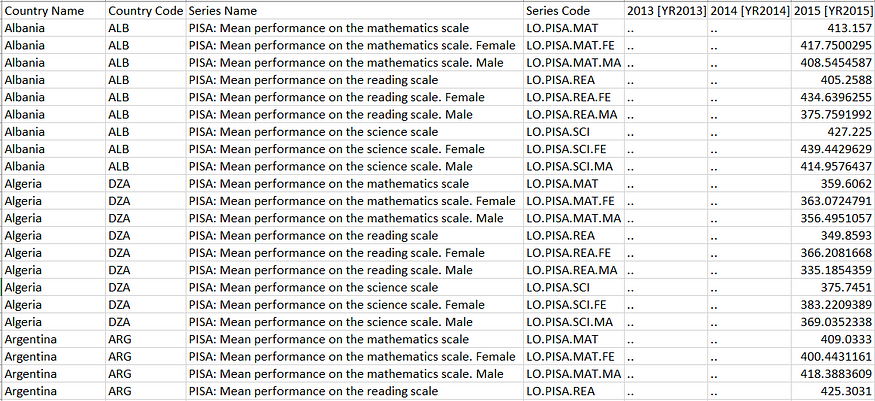 Country Name Country Code Series Name Series Code 2013 [YR2013] 2014 [YR2014] 2015 [YR2015]
Albania ALB PISA: Mean performance on the mathematics scale LO.PISA.MAT .. .. 413.157
Albania ALB PISA: Mean performance on the mathematics scale. Female LO.PISA.MAT.FE .. .. 417.7500295
Albania ALB PISA: Mean performance on the mathematics scale. Male LO.PISA.MAT.MA .. .. 408.5454587
Albania ALB PISA: Mean performance on the reading scale LO.PISA.REA .. .. 405.2588
Albania ALB PISA: Mean performance on the reading scale. Female LO.PISA.REA.FE .. .. 434.6396255
Albania ALB PISA: Mean performance on the reading scale. Male LO.PISA.REA.MA .. .. 375.7591992
Albania ALB PISA: Mean performance on the science scale LO.PISA.SCI .. .. 427.225
Albania ALB PISA: Mean performance on the science scale. Female LO.PISA.SCI.FE .. .. 439.4429629
Albania ALB PISA: Mean performance on the science scale. Male LO.PISA.SCI.MA .. .. 414.9576437
Algeria DZA PISA: Mean performance on the mathematics scale LO.PISA.MAT .. .. 359.6062
Algeria DZA PISA: Mean performance on the mathematics scale. Female LO.PISA.MAT.FE .. .. 363.0724791
Algeria DZA PISA: Mean performance on the mathematics scale. Male LO.PISA.MAT.MA .. .. 356.4951057
Algeria DZA PISA: Mean performance on the reading scale LO.PISA.REA .. .. 349.8593
Algeria DZA PISA: Mean performance on the reading scale. Female LO.PISA.REA.FE .. .. 366.2081668
Algeria DZA PISA: Mean performance on the reading scale. Male LO.PISA.REA.MA .. .. 335.1854359
Algeria DZA PISA: Mean performance on the science scale LO.PISA.SCI .. .. 375.7451
Algeria DZA PISA: Mean performance on the science scale. Female LO.PISA.SCI.FE .. .. 383.2209389
Algeria DZA PISA: Mean performance on the science scale. Male LO.PISA.SCI.MA .. .. 369.0352338
Argentina ARG PISA: Mean performance on the mathematics scale LO.PISA.MAT .. .. 409.0333
Argentina ARG PISA: Mean performance on the mathematics scale. Female LO.PISA.MAT.FE .. .. 400.4431161
Argentina ARG PISA: Mean performance on the mathematics scale. Male LO.PISA.MAT.MA .. .. 418.3883609
Argentina ARG PISA: Mean performance on the reading scale LO.PISA.REA .. .. 425.3031